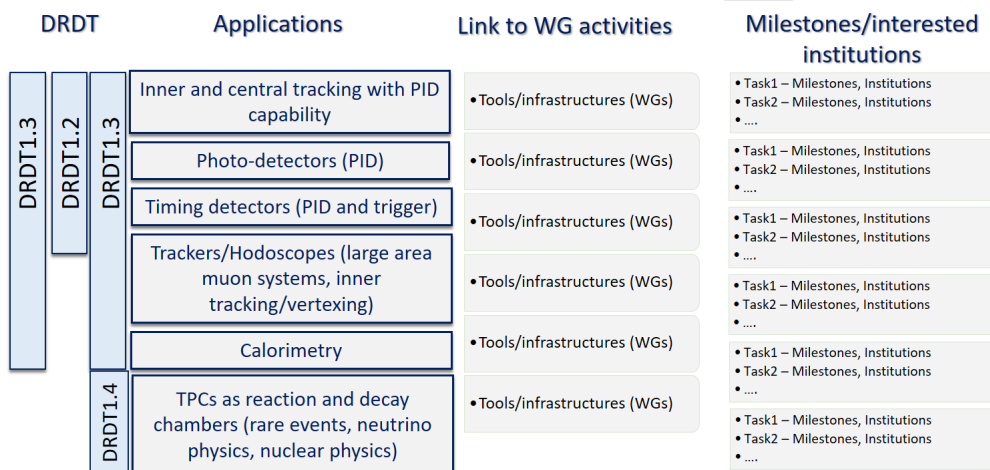 DRDT
Applications
Link to WG activities
Milestones/interested
institutions
DRDT1.3
DRDT1.2
DRDT1.3
DRDT1.4
Inner and central tracking with PID
capability
Photo-detectors (PID)
Timing detectors (PID and trigger)
Trackers/Hodoscopes (large area
muon systems, inner
tracking/vertexing)
Calorimetry
TPCs as reaction and decay
chambers (rare events, neutrino
physics, nuclear physics)
•Tools/infrastructures (WGs)
•Tools/infrastructures (WGs)
•Tools/infrastructures (WGs)
•Tools/infrastructures (WGs)
•Tools/infrastructures (WGs)
•Tools/infrastructures (WGs)
• Task1 – Milestones, Institutions
• Task2 – Milestones, Institutions
• ....
• Task1 – Milestones, Institutions
• Task2 – Milestones, Institutions
• ....
• Task1 – Milestones, Institutions
• Task2 – Milestones, Institutions
• ....
• Task1 – Milestones, Institutions
• Task2 – Milestones, Institutions
• ....
• Task1 – Milestones, Institutions
• Task2 – Milestones, Institutions
• ....
• Task1 – Milestones, Institutions
• Task2 – Milestones, Institutions
• ....